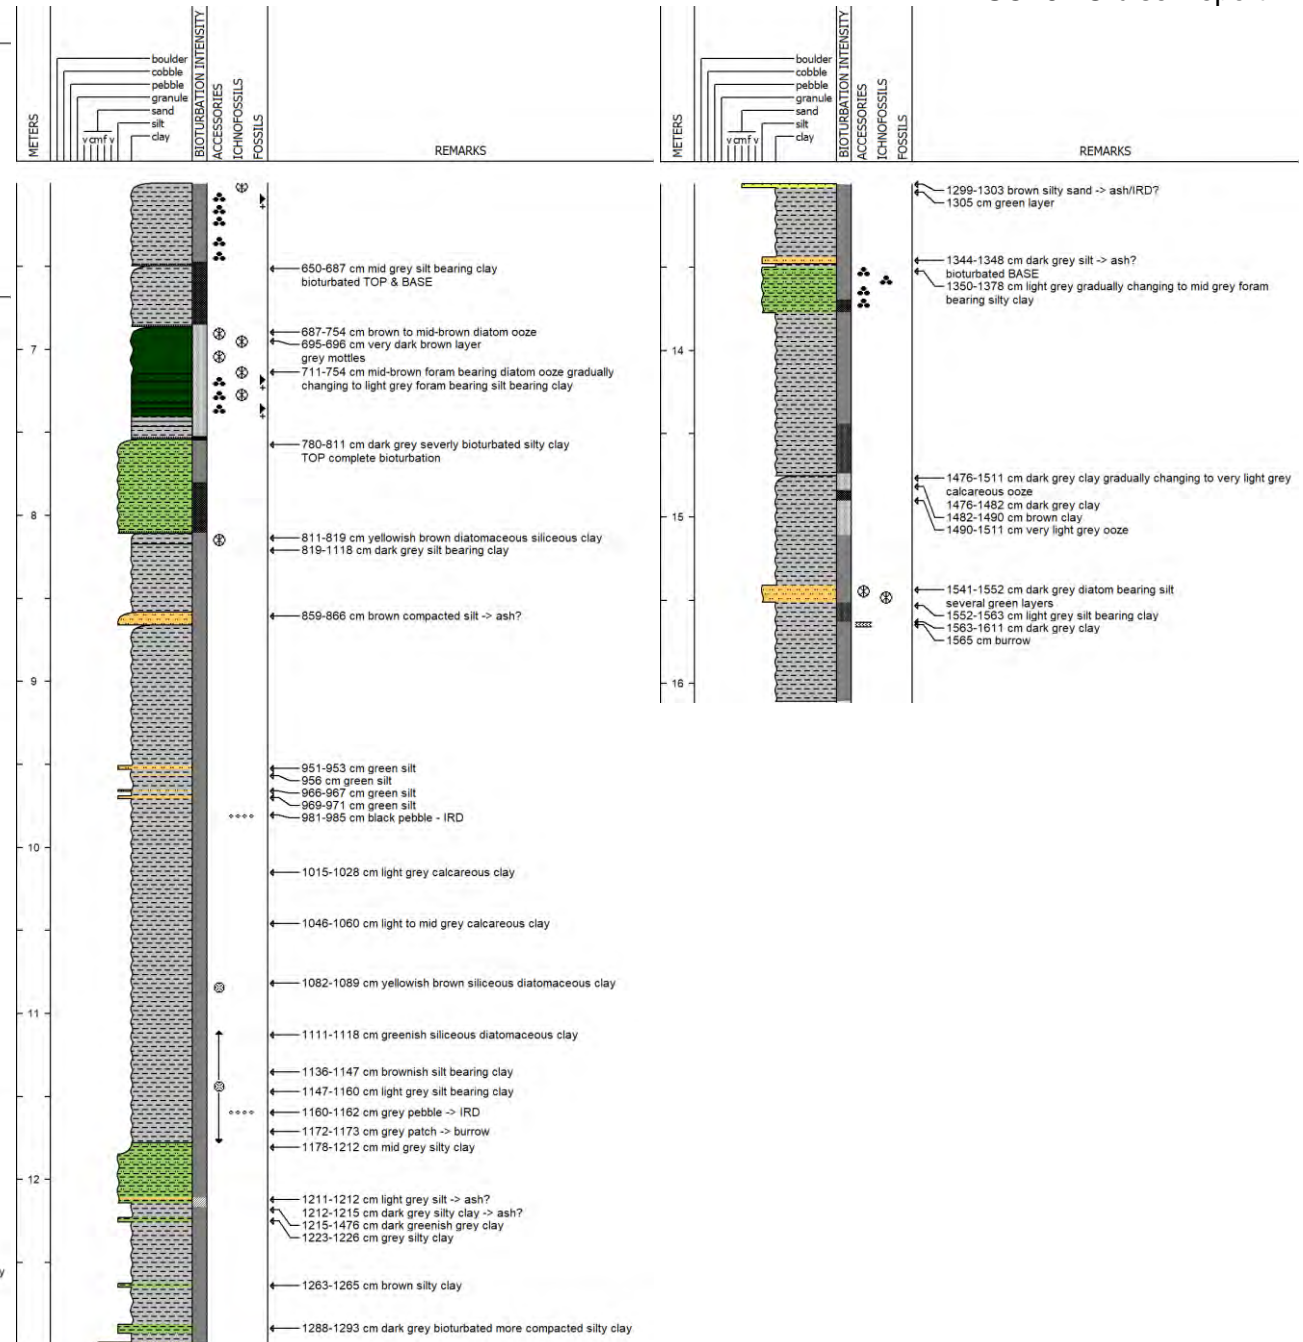 METERS
boulder
cobble
pebble
granule
sand
silt
clay
v c m f v
BIOTURBATION INTENSITY
ACCESSORIES
ICHNOFOSSILS
FOSSILS
REMARKS
650-687 cm mid grey silt bearing clay
bioturbated TOP & BASE
687-754 cm brown to mid-brown diatom ooze
695-696 cm very dark brown layer
grey mottles
7
711-754 cm mid-brown foram bearing diatom ooze gradually
changing to light grey foram bearing silt bearing clay
780-811 cm dark grey severly bioturbated silty clay
TOP complete bioturbation
8
811-819 cm yellowish brown diatomaceous siliceous clay
819-1118 cm dark grey silt bearing clay
859-866 cm brown compacted silt -> ash?
9
951-953 cm green silt
956 cm green silt
966-967 cm green silt
969-971 cm green silt
981-985 cm black pebble - IRD
10
1015-1028 cm light grey calcareous clay
1046-1060 cm light to mid grey calcareous clay
1082-1089 cm yellowish brown siliceous diatomaceous clay
11
1111-1118 cm greenish siliceous diatomaceous clay
1136-1147 cm brownish silt bearing clay
1147-1160 cm light grey silt bearing clay
1160-1162 cm grey pebble -> IRD
1172-1173 cm grey patch -> burrow
1178-1212 cm mid grey silty clay
12
1211-1212 cm light grey silt -> ash?
1212-1215 cm dark grey silty clay -> ash?
1215-1476 cm dark greenish grey clay
1223-1226 cm grey silty clay
1263-1265 cm brown silty clay
1288-1293 cm dark grey bioturbated more compacted silty clay
METERS
boulder
cobble
pebble
granule
sand
silt
clay
v c m f v
BIOTURBATION INTENSITY
ACCESSORIES
ICHNOFOSSILS
FOSSILS
REMARKS
1299-1303 brown silty sand -> ash/IRD?
1305 cm green layer
1344-1348 cm dark grey silt -> ash?
bioturbated BASE
1350-1378 cm light grey gradually changing to mid grey foram
bearing silty clay
14
1476-1511 cm dark grey clay gradually changing to very light grey
calcareous ooze
1476-1482 cm dark grey clay
15
1482-1490 cm brown clay
1490-1511 cm very light grey ooze
1541-1552 cm dark grey diatom bearing silt
several green layers
1552-1563 cm light grey silt bearing clay
1563-1611 cm dark grey clay
1565 cm burrow
16